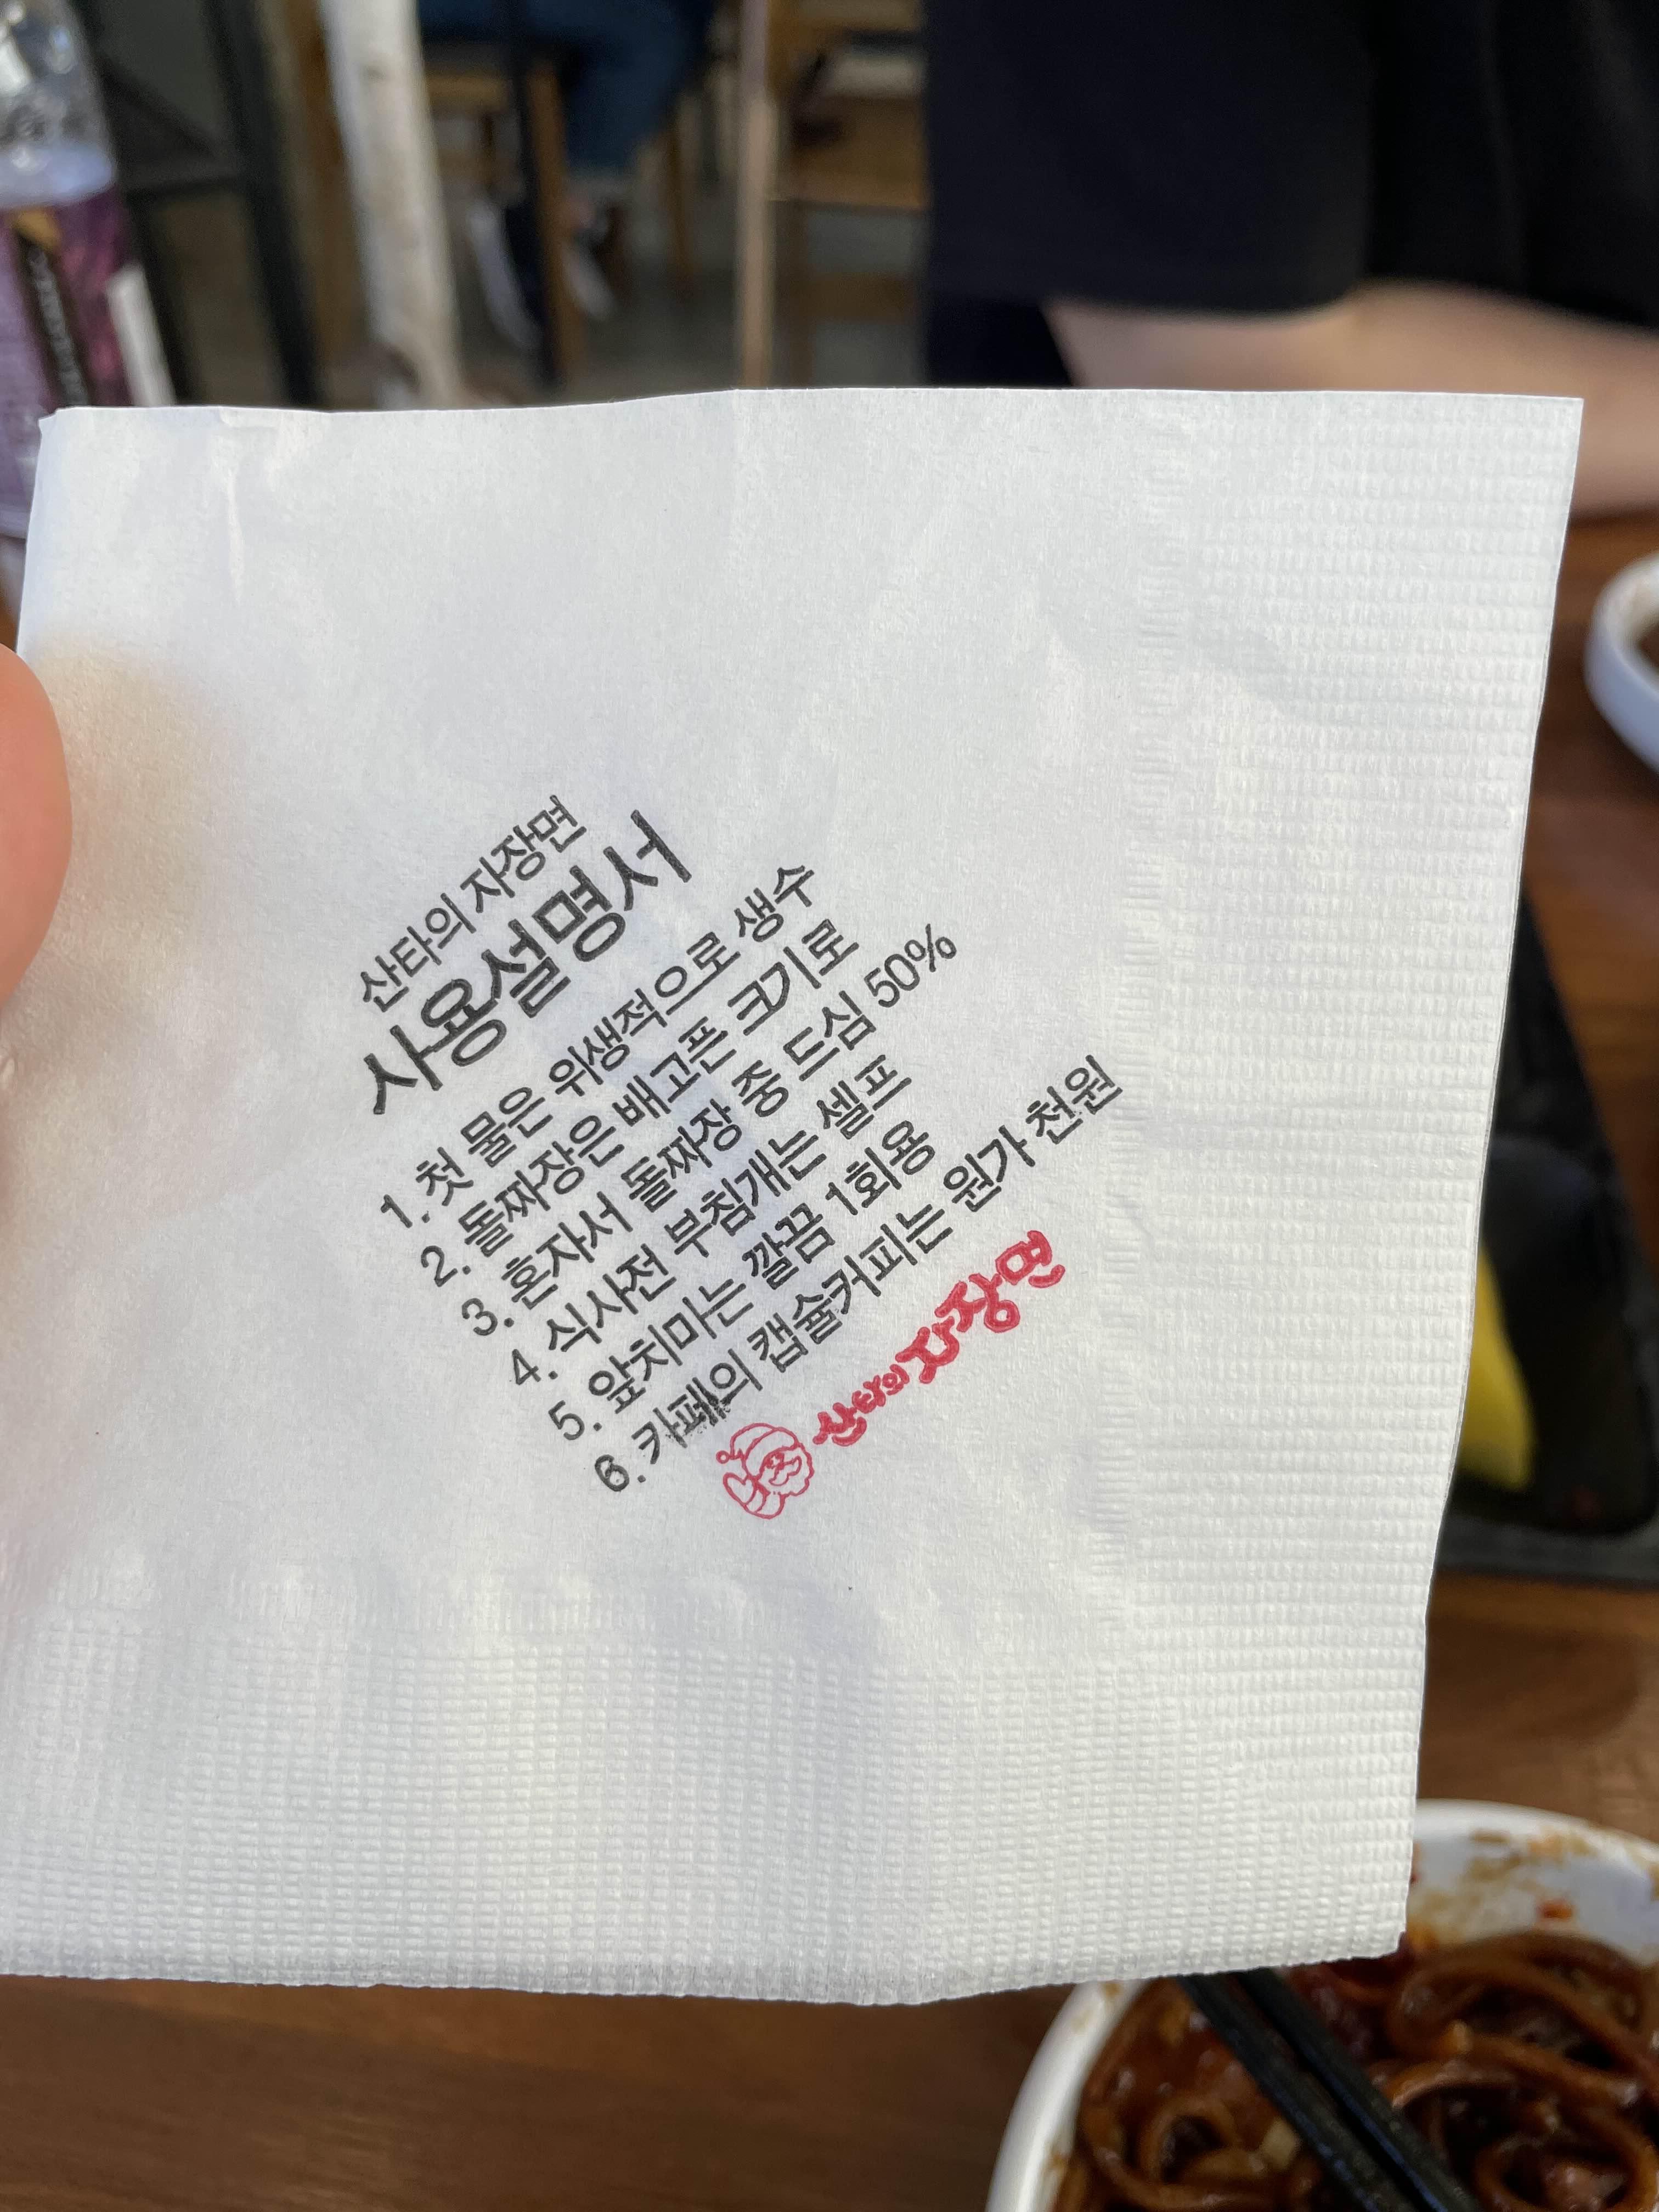 산타의 자장면
사용설명서
1. 첫 물은 위생적으로 생수
2. 돌짜장은 배고픈 크기로
3. 혼자서 돌짜장 중 드심 50%
4. 식사전 부침개는 셀프
5. 앞치마는 깔끔 1회용
6. 카페의 캡슐커피는 원가 천원
산타의 자장면